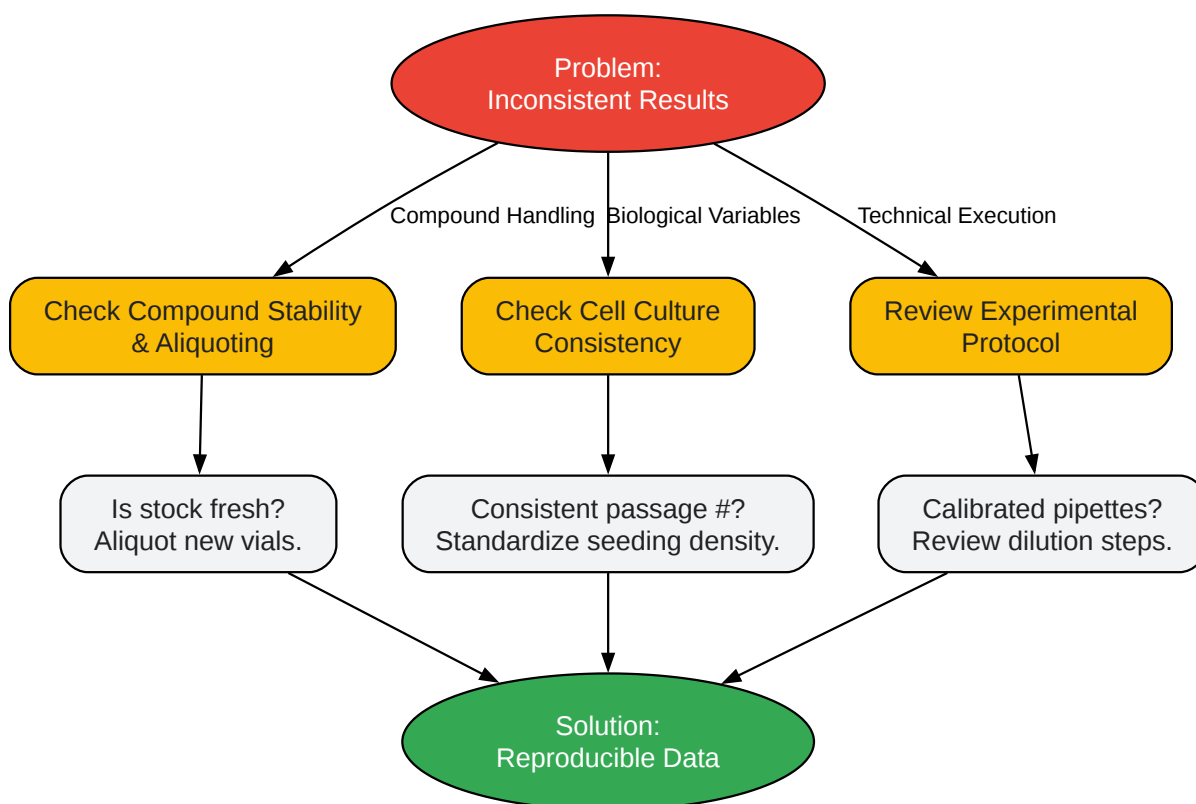 Problem:
Inconsistent Results
Compound Handling
Biological Variables
Technical Execution
Check Compound Stability
& Aliquoting
Check Cell Culture
Consistency
Review Experimental
Protocol
Is stock fresh?
Aliquot new vials.
Consistent passage #?
Standardize seeding density.
Calibrated pipettes?
Review dilution steps.
Solution:
Reproducible Data